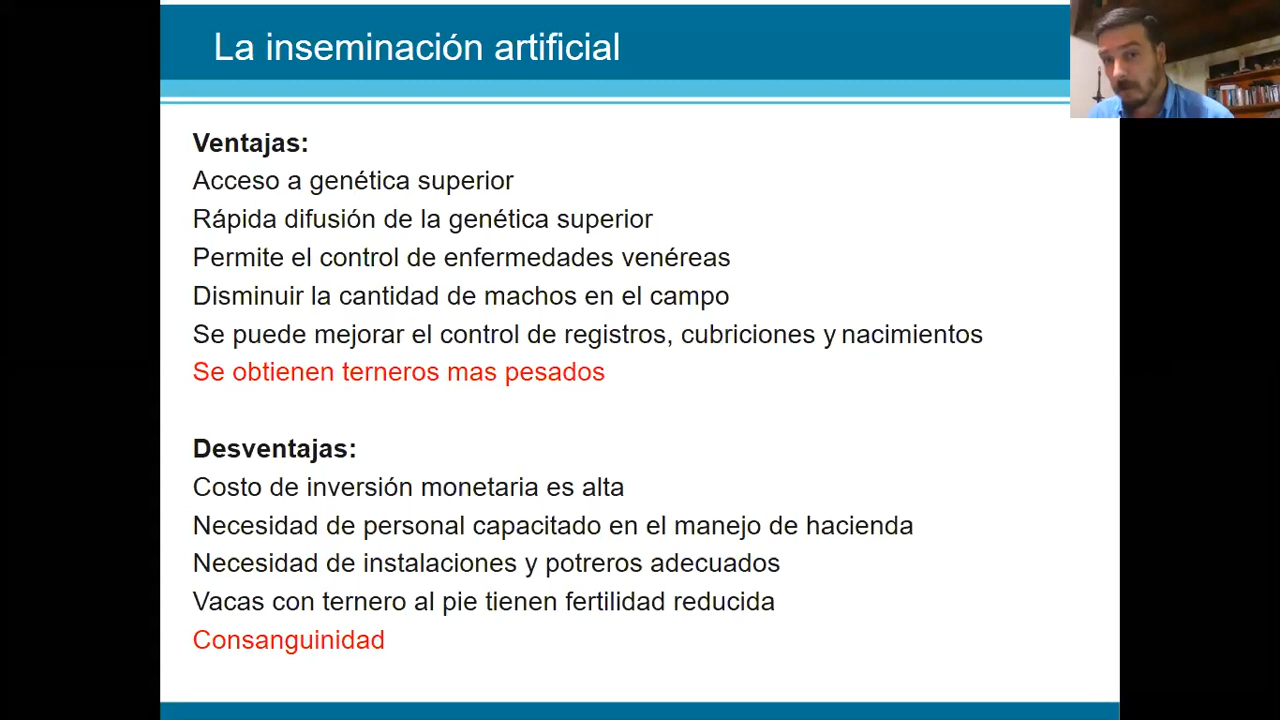 La inseminación artificial
Ventajas:
Acceso a genética superior
Rápida difusión de la genética superior
Permite el control de enfermedades venéreas
Disminuir la cantidad de machos en el campo
Se puede mejorar el control de registros, cubriciones y nacimientos
Se obtienen terneros mas pesados
Desventajas:
Costo de inversión monetaria es alta
Necesidad de personal capacitado en el manejo de hacienda
Necesidad de instalaciones y potreros adecuados
Vacas con ternero al pie tienen fertilidad reducida
Consanguinidad